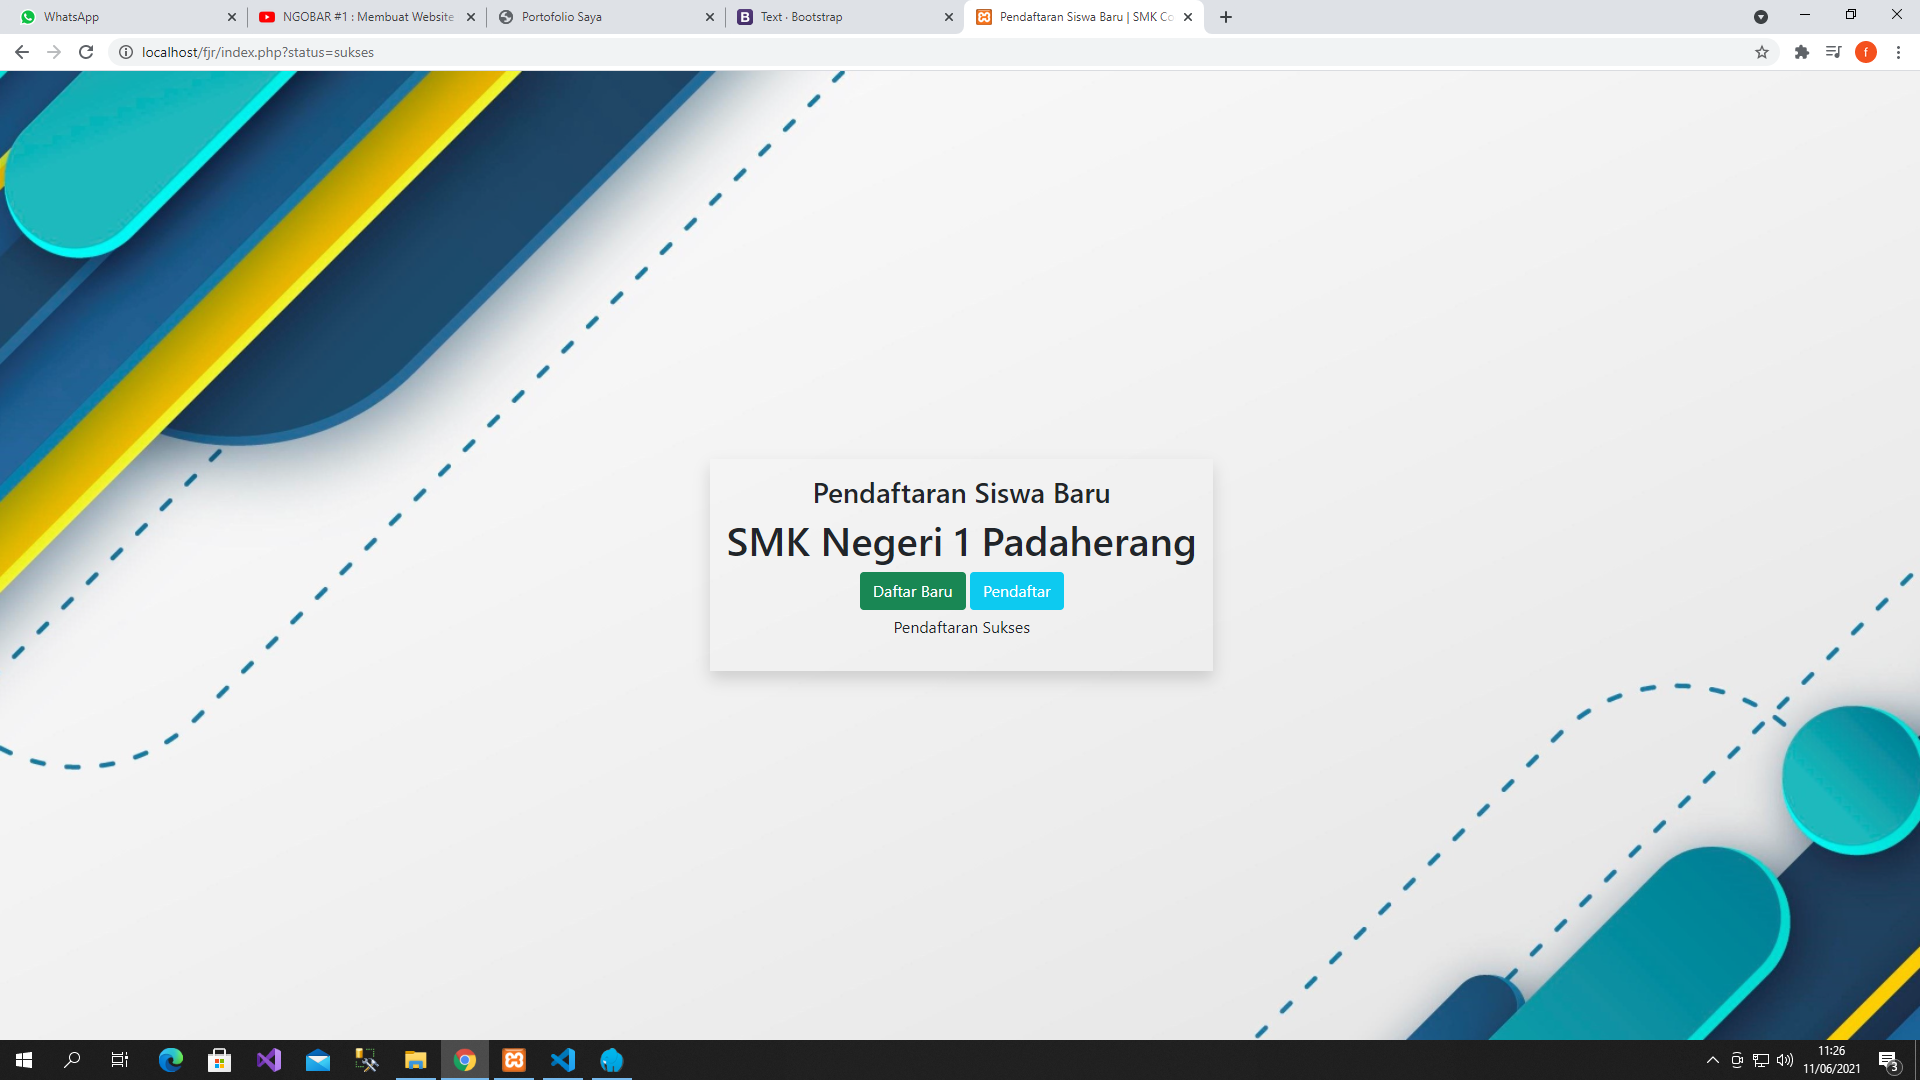 WhatsApp
NGOBAR #1 : Membuat Website
Portofolio Saya
B
Text · Bootstrap
Pendaftaran Siswa Baru | SMK Co
localhost/fjr/index.php?status=sukses
f
Pendaftaran Siswa Baru
SMK Negeri 1 Padaherang
Daftar Baru
Pendaftar
Pendaftaran Sukses
11:26
11/06/2021
3